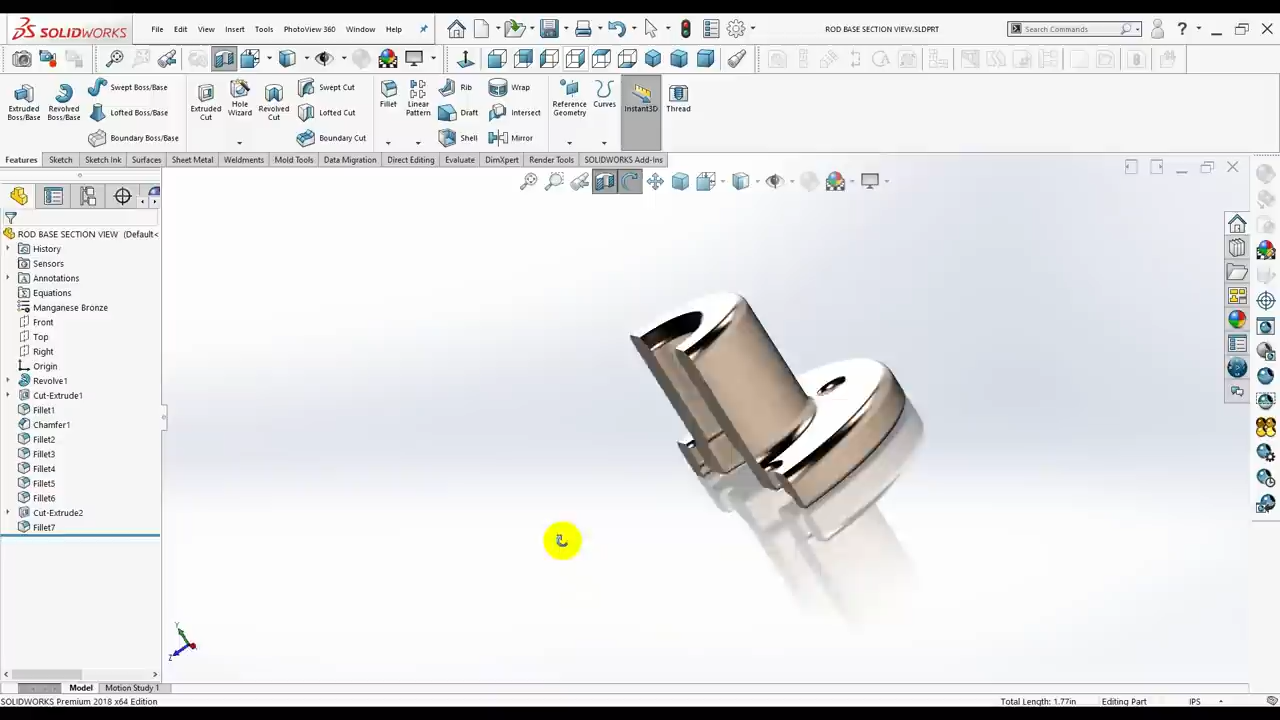 SOLIDWORKS
File Edit View Insert Tools PhotoView 360 Window Help
ROD BASE SECTION VIEW.SLDPRT
Search Commands
?
Extruded Boss/Base
Revolved Boss/Base
Swept Boss/Base
Lofted Boss/Base
Boundary Boss/Base
Extruded Cut
Hole Wizard
Revolved Cut
Swept Cut
Lofted Cut
Boundary Cut
Fillet
Linear Pattern
Rib
Draft
Shell
Wrap
Intersect
Mirror
Reference Geometry
Curves
Instant3D
Thread
Features Sketch Sketch Ink Surfaces Sheet Metal Weldments Mold Tools Data Migration Direct Editing Evaluate DimXpert Render Tools SOLIDWORKS Add-Ins
ROD BASE SECTION VIEW (Default<
History
Sensors
Annotations
Equations
Manganese Bronze
Front
Top
Right
Origin
Revolve1
Cut-Extrude1
Fillet1
Chamfer1
Fillet2
Fillet3
Fillet4
Fillet5
Fillet6
Cut-Extrude2
Fillet7
Y
Z
Model Motion Study 1
SOLIDWORKS Premium 2018 x64 Edition
Total Length: 1.77in Editing Part IPS